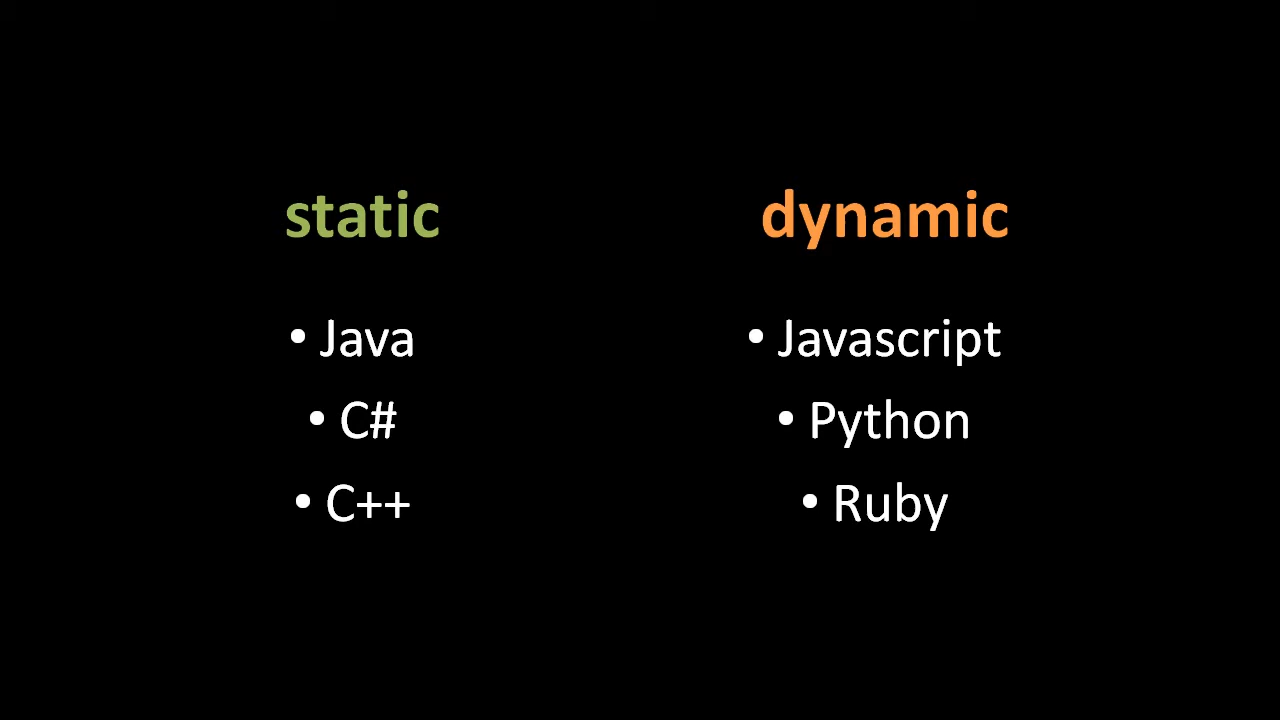 static
• Java
• C#
• C++
dynamic
• Javascript
• Python
• Ruby